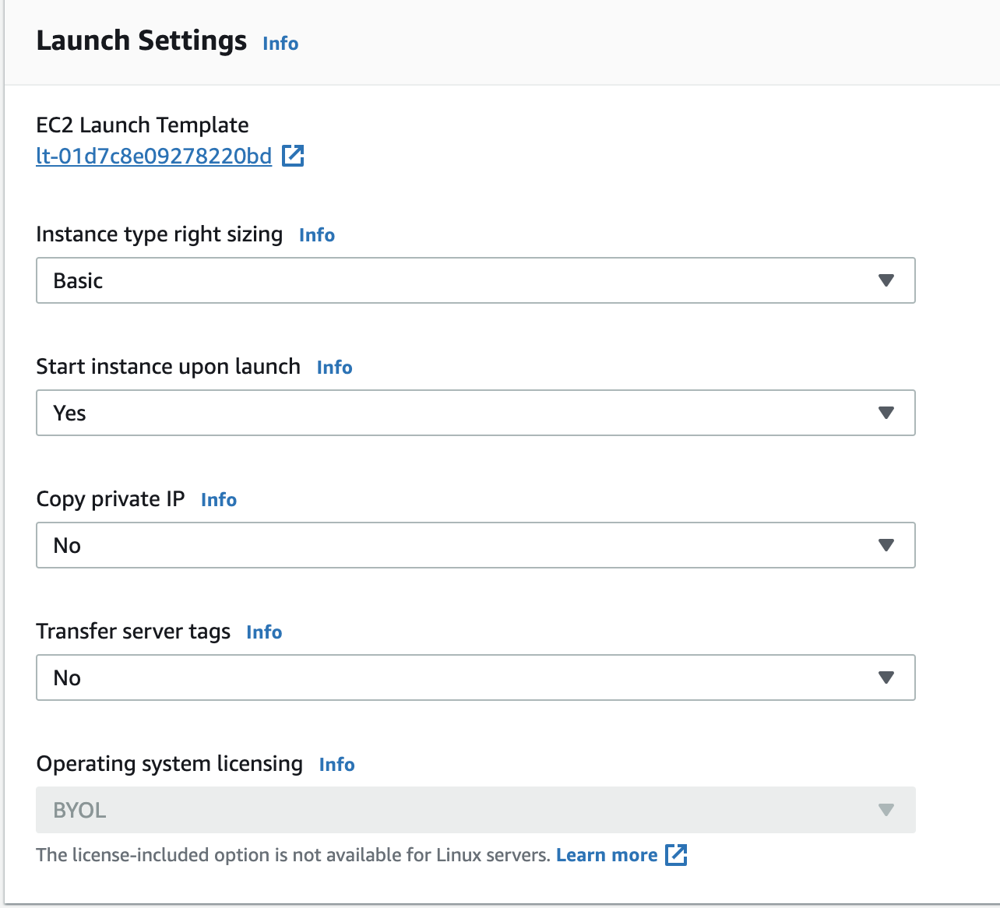 Launch Settings Info
EC2 Launch Template
lt-01d7c8e09278220bd
Instance type right sizing Info
Basic
Start instance upon launch Info
Yes
Copy private IP Info
No
Transfer server tags Info
No
Operating system licensing Info
BYOL
The license-included option is not available for Linux servers. Learn more